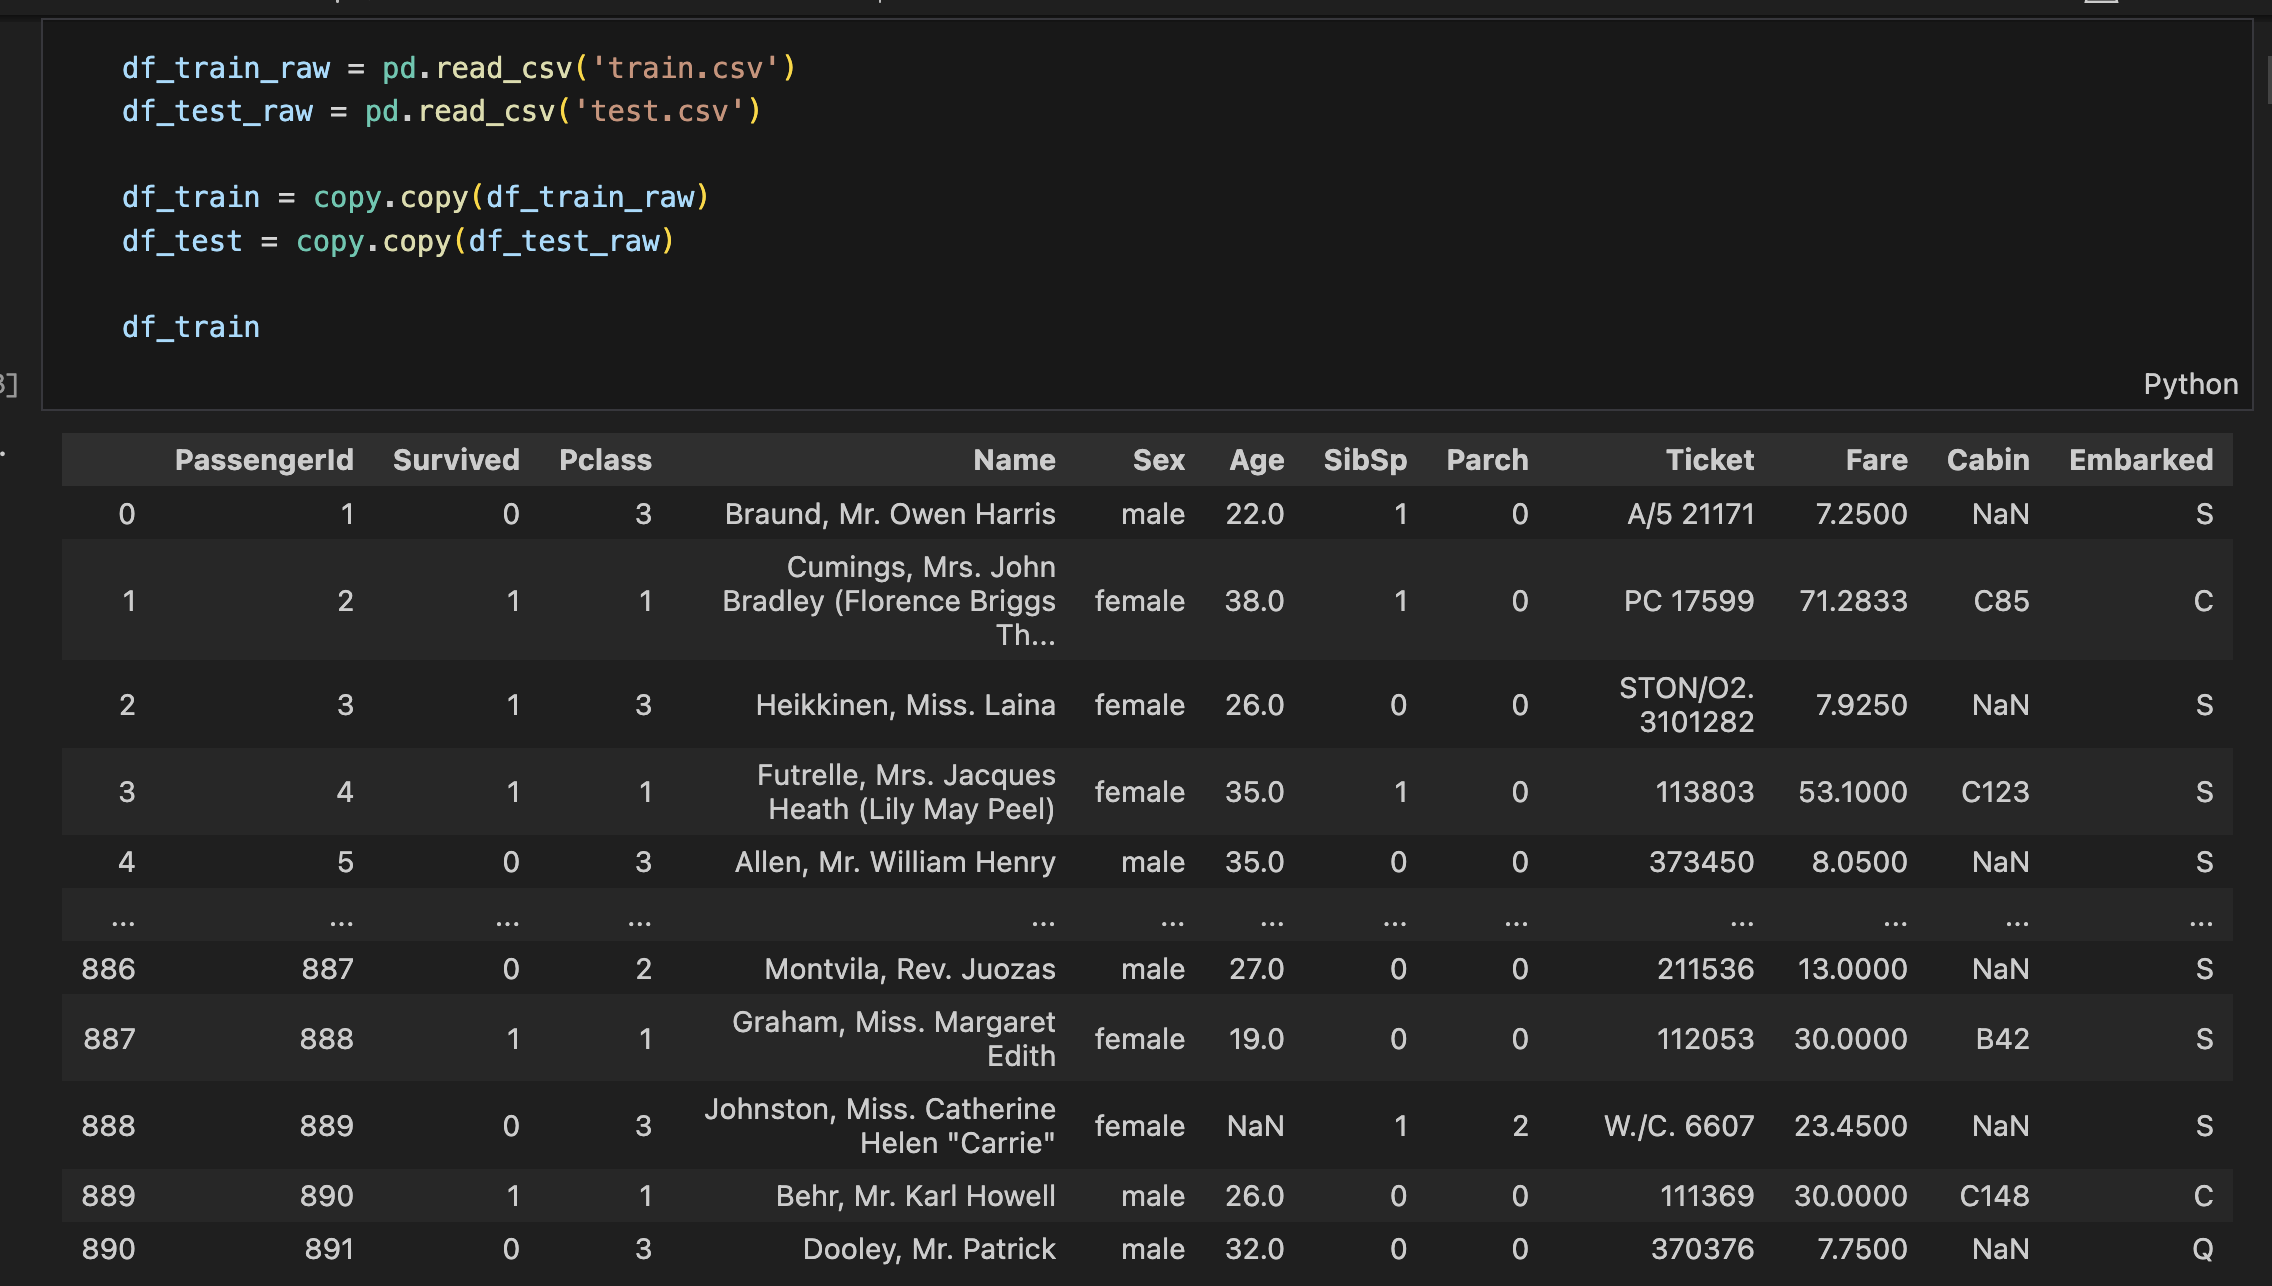 df_train_raw = pd.read_csv('train.csv')
df_test_raw = pd.read_csv('test.csv')
df_train = copy.copy(df_train_raw)
df_test = copy.copy(df_test_raw)
df_train
Python
PassengerId Survived Pclass Name Sex Age SibSp Parch Ticket Fare Cabin Embarked
0 1 0 3 Braund, Mr. Owen Harris male 22.0 1 0 A/5 21171 7.2500 NaN S
1 2 1 1 Cumings, Mrs. John Bradley (Florence Briggs Th... female 38.0 1 0 PC 17599 71.2833 C85 C
2 3 1 3 Heikkinen, Miss. Laina female 26.0 0 0 STON/O2. 3101282 7.9250 NaN S
3 4 1 1 Futrelle, Mrs. Jacques Heath (Lily May Peel) female 35.0 1 0 113803 53.1000 C123 S
4 5 0 3 Allen, Mr. William Henry male 35.0 0 0 373450 8.0500 NaN S
... ... ... ... ... ... ... ... ... ... ... ... ...
886 887 0 2 Montvila, Rev. Juozas male 27.0 0 0 211536 13.0000 NaN S
887 888 1 1 Graham, Miss. Margaret Edith female 19.0 0 0 112053 30.0000 B42 S
888 889 0 3 Johnston, Miss. Catherine Helen "Carrie" female NaN 1 2 W./C. 6607 23.4500 NaN S
889 890 1 1 Behr, Mr. Karl Howell male 26.0 0 0 111369 30.0000 C148 C
890 891 0 3 Dooley, Mr. Patrick male 32.0 0 0 370376 7.7500 NaN Q